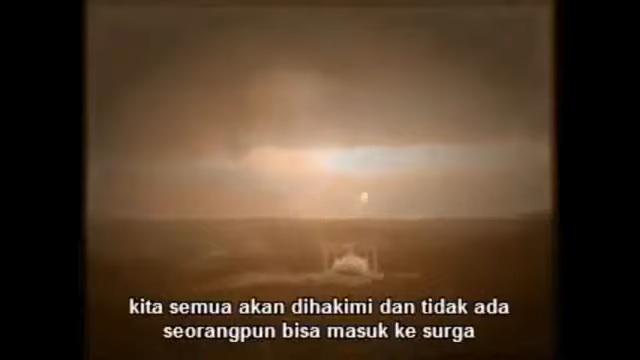 kita semua akan dihakimi dan tidak ada
seorangpun bisa masuk ke surga